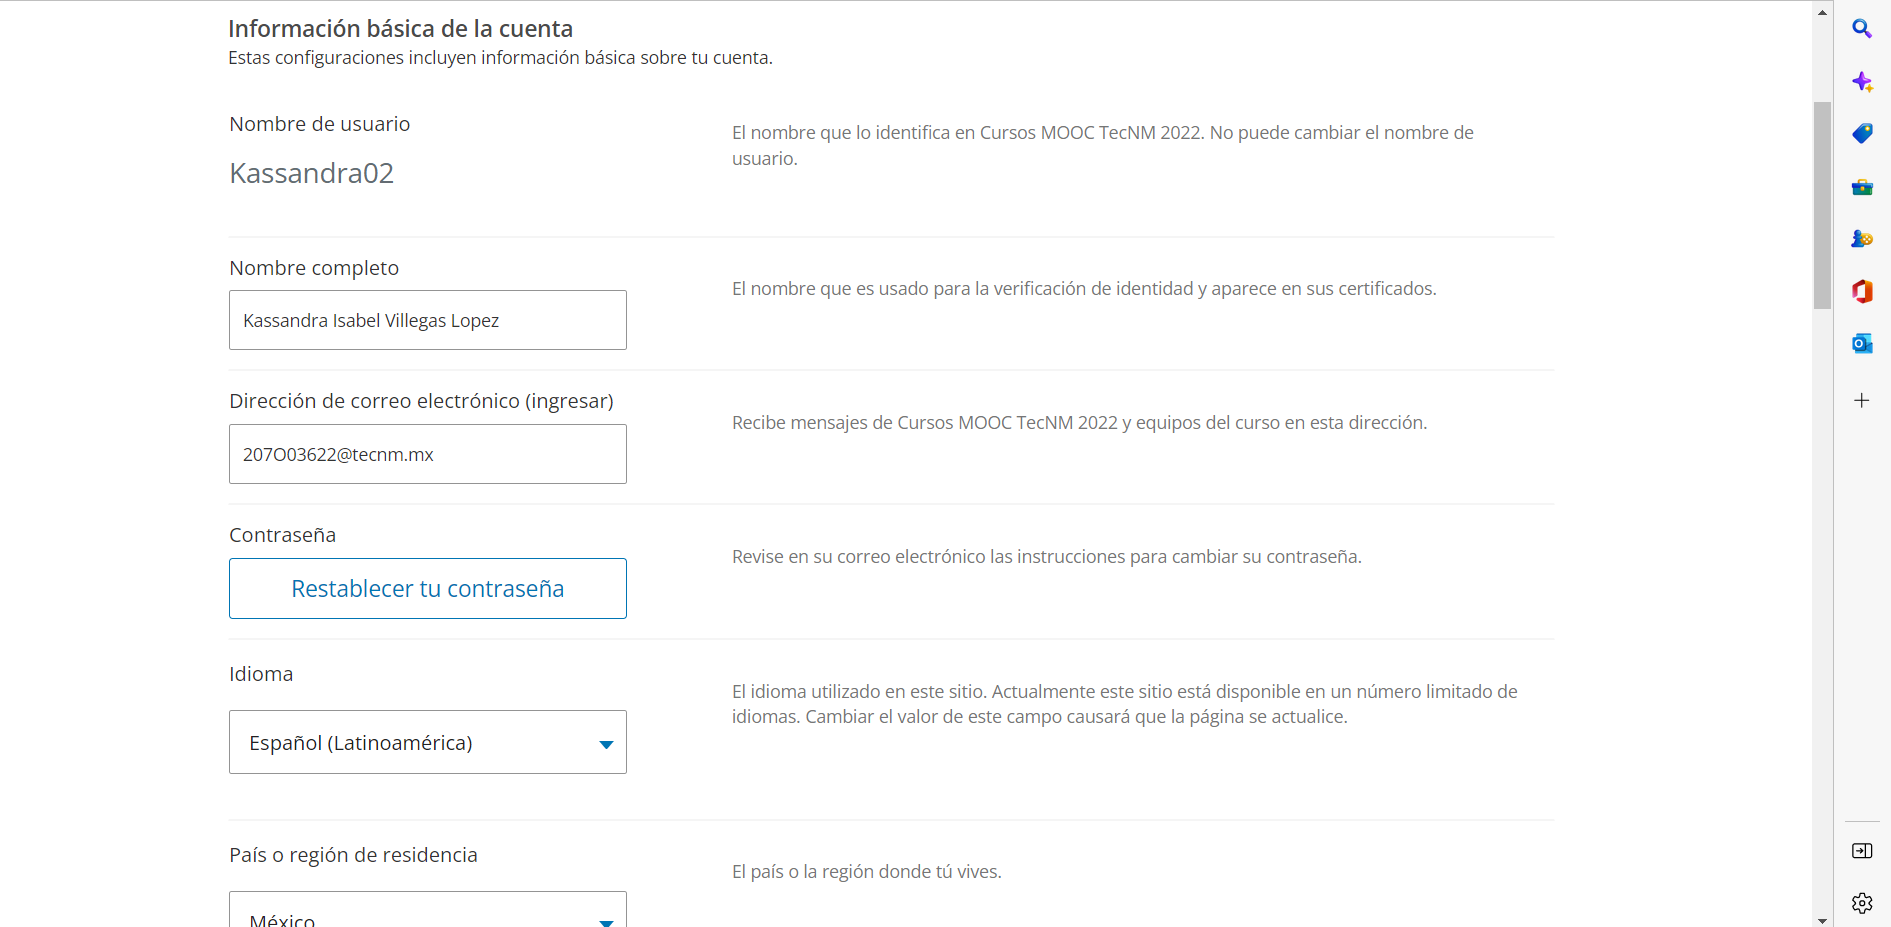 Información básica de la cuenta
Estas configuraciones incluyen información básica sobre tu cuenta.
Nombre de usuario
Kassandra02
El nombre que lo identifica en Cursos MOOC TecNM 2022. No puede cambiar el nombre de
usuario.
Nombre completo
Kassandra Isabel Villegas Lopez
El nombre que es usado para la verificación de identidad y aparece en sus certificados.
Dirección de correo electrónico (ingresar)
207O03622@tecnm.mx
Recibe mensajes de Cursos MOOC TecNM 2022 y equipos del curso en esta dirección.
Contraseña
Restablecer tu contraseña
Revise en su correo electrónico las instrucciones para cambiar su contraseña.
Idioma
Español (Latinoamérica)
El idioma utilizado en este sitio. Actualmente este sitio está disponible en un número limitado de
idiomas. Cambiar el valor de este campo causará que la página se actualice.
País o región de residencia
México
El país o la región donde tú vives.